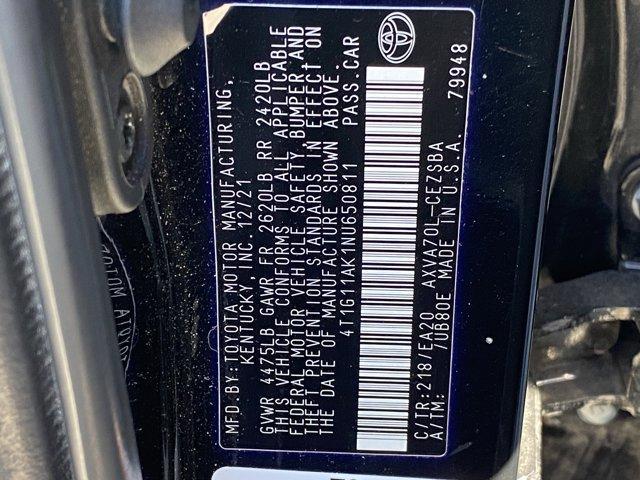 MFD.BY:TOYOTA MOTOR MANUFACTURING,
KENTUCKY, INC.12/21
GVWR 4475LB GAWR FR 2620LB RR 2420LB
THIS VEHICLE CONFORMS TO ALL APPLICABLE
FEDERAL MOTOR VEHICLE SAFETY, BUMPER AND
THEFT PREVENTION STANDARDS IN EFFECT ON
THE DATE OF MANUFACTURE SHOWN ABOVE.
4T1G11AK1NU650811 PASS.CAR
C/TR:218/EA20 AXVA70L-CEZSBA
A/TM: /UB80E MADE IN U.S.A. 79948